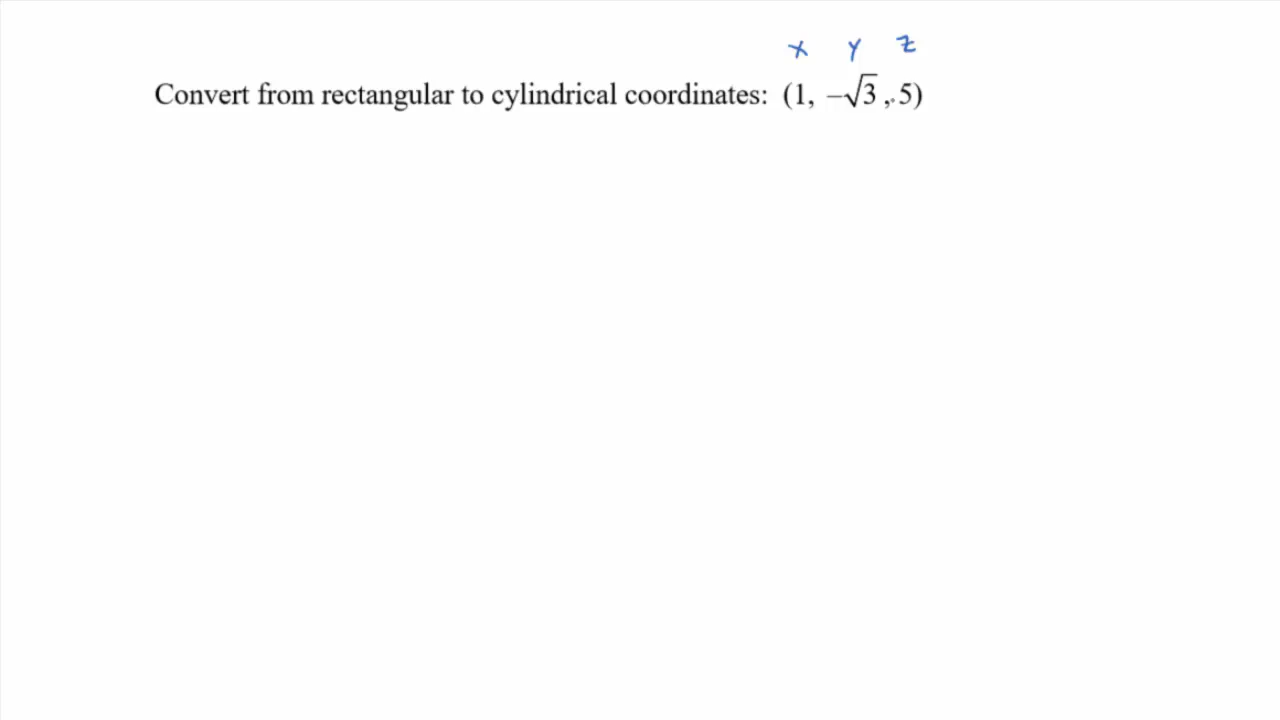 x y z
Convert from rectangular to cylindrical coordinates: (1, −√3 , 5)